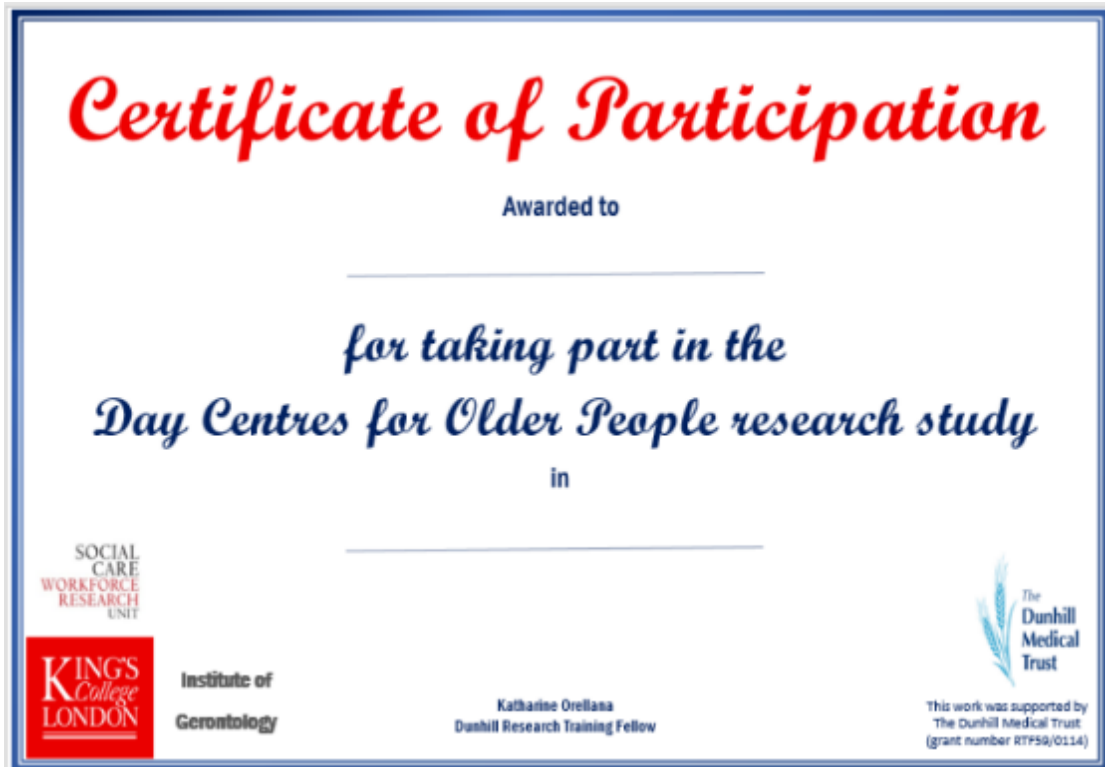 Certificate of Participation
Awarded to
for taking part in the
Day Centres for Older People research study
in
SOCIAL
CARE
WORKFORCE
RESEARCH
UNIT
KING'S
College
LONDON
Institute of
Gerontology
Katharine Orellana
Dunhill Research Training Fellow
The
Dunhill
Medical
Trust
This work was supported by
The Dunhill Medical Trust
(grant number RTF59/0114)